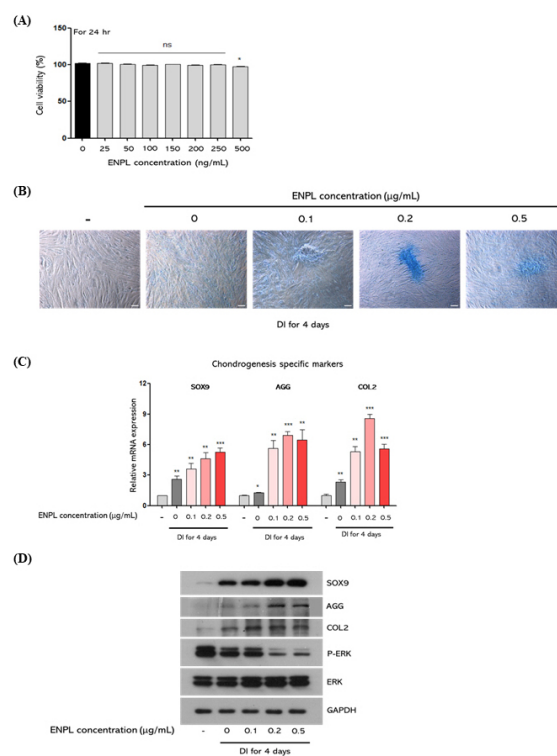 (A)
For 24 hr
ns
*
150
100
50
0
Cell viability (%)
0 25 50 100 150 200 250 500
ENPL concentration (ng/mL)
(B)
ENPL concentration (μg/mL)
- 0 0.1 0.2 0.5
DI for 4 days
(C)
Chondrogenesis specific markers
SOX9 AGG COL2
12
9
6
3
0
Relative mRNA expression
** ** ** *** * ** *** ** ** ** *** ***
ENPL concentration (μg/mL) - 0 0.1 0.2 0.5 - 0 0.1 0.2 0.5 - 0 0.1 0.2 0.5
DI for 4 days DI for 4 days DI for 4 days
(D)
SOX9
AGG
COL2
P-ERK
ERK
GAPDH
ENPL concentration (μg/mL) - 0 0.1 0.2 0.5
DI for 4 days